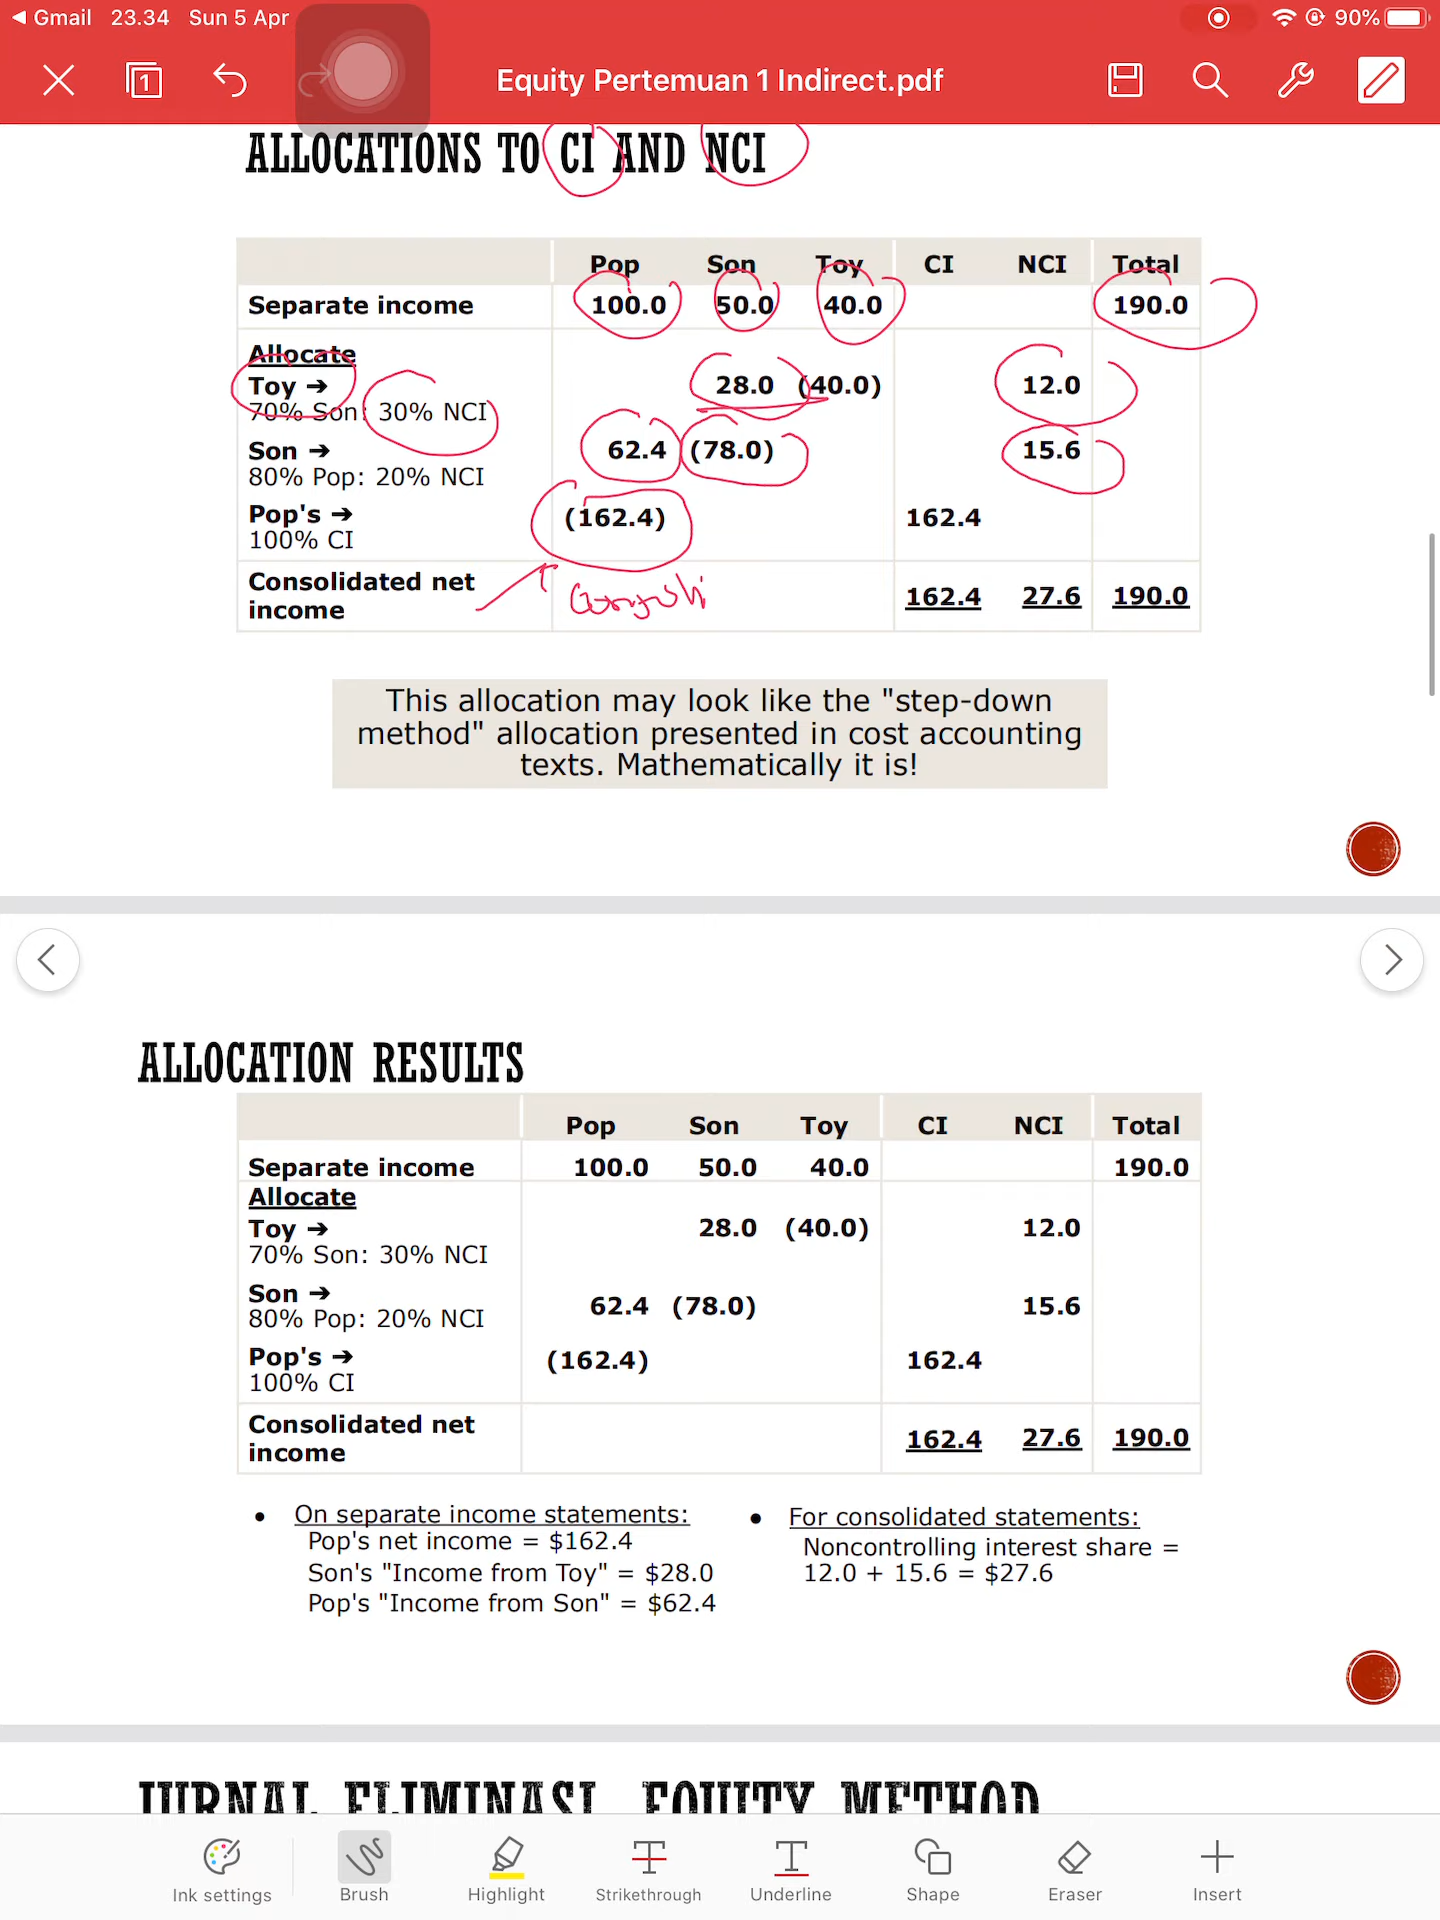 Gmail 23.34 Sun 5 Apr 90%
1 Equity Pertemuan 1 Indirect.pdf
ALLOCATIONS TO CI AND NCI
Pop Son Toy CI NCI Total
Separate income 100.0 50.0 40.0 190.0
Allocate
Toy → 28.0 (40.0) 12.0
70% Son: 30% NCI
Son → 62.4 (78.0) 15.6
80% Pop: 20% NCI
Pop's → (162.4) 162.4
100% CI
Consolidated net
income 162.4 27.6 190.0
This allocation may look like the "step-down
method" allocation presented in cost accounting
texts. Mathematically it is!
ALLOCATION RESULTS
Pop Son Toy CI NCI Total
Separate income 100.0 50.0 40.0 190.0
Allocate
Toy → 28.0 (40.0) 12.0
70% Son: 30% NCI
Son → 62.4 (78.0) 15.6
80% Pop: 20% NCI
Pop's → (162.4) 162.4
100% CI
Consolidated net
income 162.4 27.6 190.0
• On separate income statements:
Pop's net income = $162.4
Son's "Income from Toy" = $28.0
Pop's "Income from Son" = $62.4
• For consolidated statements:
Noncontrolling interest share =
12.0 + 15.6 = $27.6
JURNAL ELIMINASI EQUITY METHOD
Ink settings Brush Highlight Strikethrough Underline Shape Eraser Insert